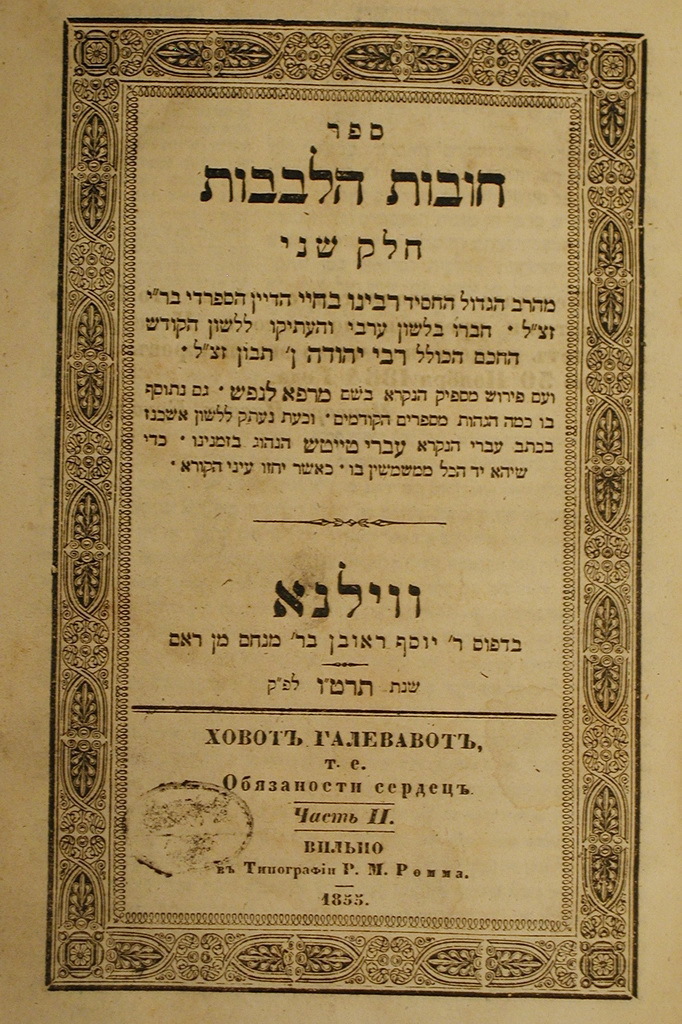 ספר
חובות הלבבות
חלק שני
מהרב הגדול החסיד רבינו בחיי הדיין הספרדי בר"י
זצ"ל • חברו בלשון ערבי והעתיקו ללשון הקודש
החכם הכולל רבי יהודה ן' תבון זצ"ל •
ועם פירוש מספיק הנקרא בשם מרפא לנפש • גם נתוסף
בו כמה הגהות מספרים הקודמים • וכעת נעתק ללשון אשכנז
בכתב עברי הנקרא עברי טייטש הנהוג בזמנינו • כדי
שיהא יד הכל ממשמשין בו • כאשר יחזו עיני הקורא •
ווילנא
בדפוס ר' יוסף ראובן בר' מנחם מן ראם
שנת תרט"ו לפ"ק
ХОВОТЪ ГАЛЕВАВОТЪ,
т. е.
Обязаности сердецъ.
Часть II.
ВИЛЬНО
въ Типографіи Р. М. Ромма.
1855.